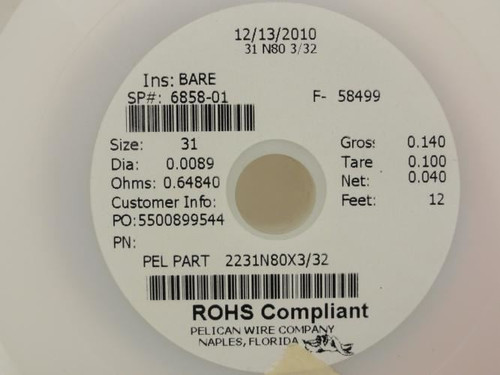 12/13/2010
31 N80 3/32
Ins: BARE
SP#: 6858-01 F- 58499
Size: 31 Gross: 0.140
Dia: 0.0089 Tare 0.100
Ohms: 0.64840 Net: 0.040
Customer Info: Feet: 12
PO:5500899544
PN:
PEL PART 2231N80X3/32
ROHS Compliant
PELICAN WIRE COMPANY
NAPLES, FLORIDA